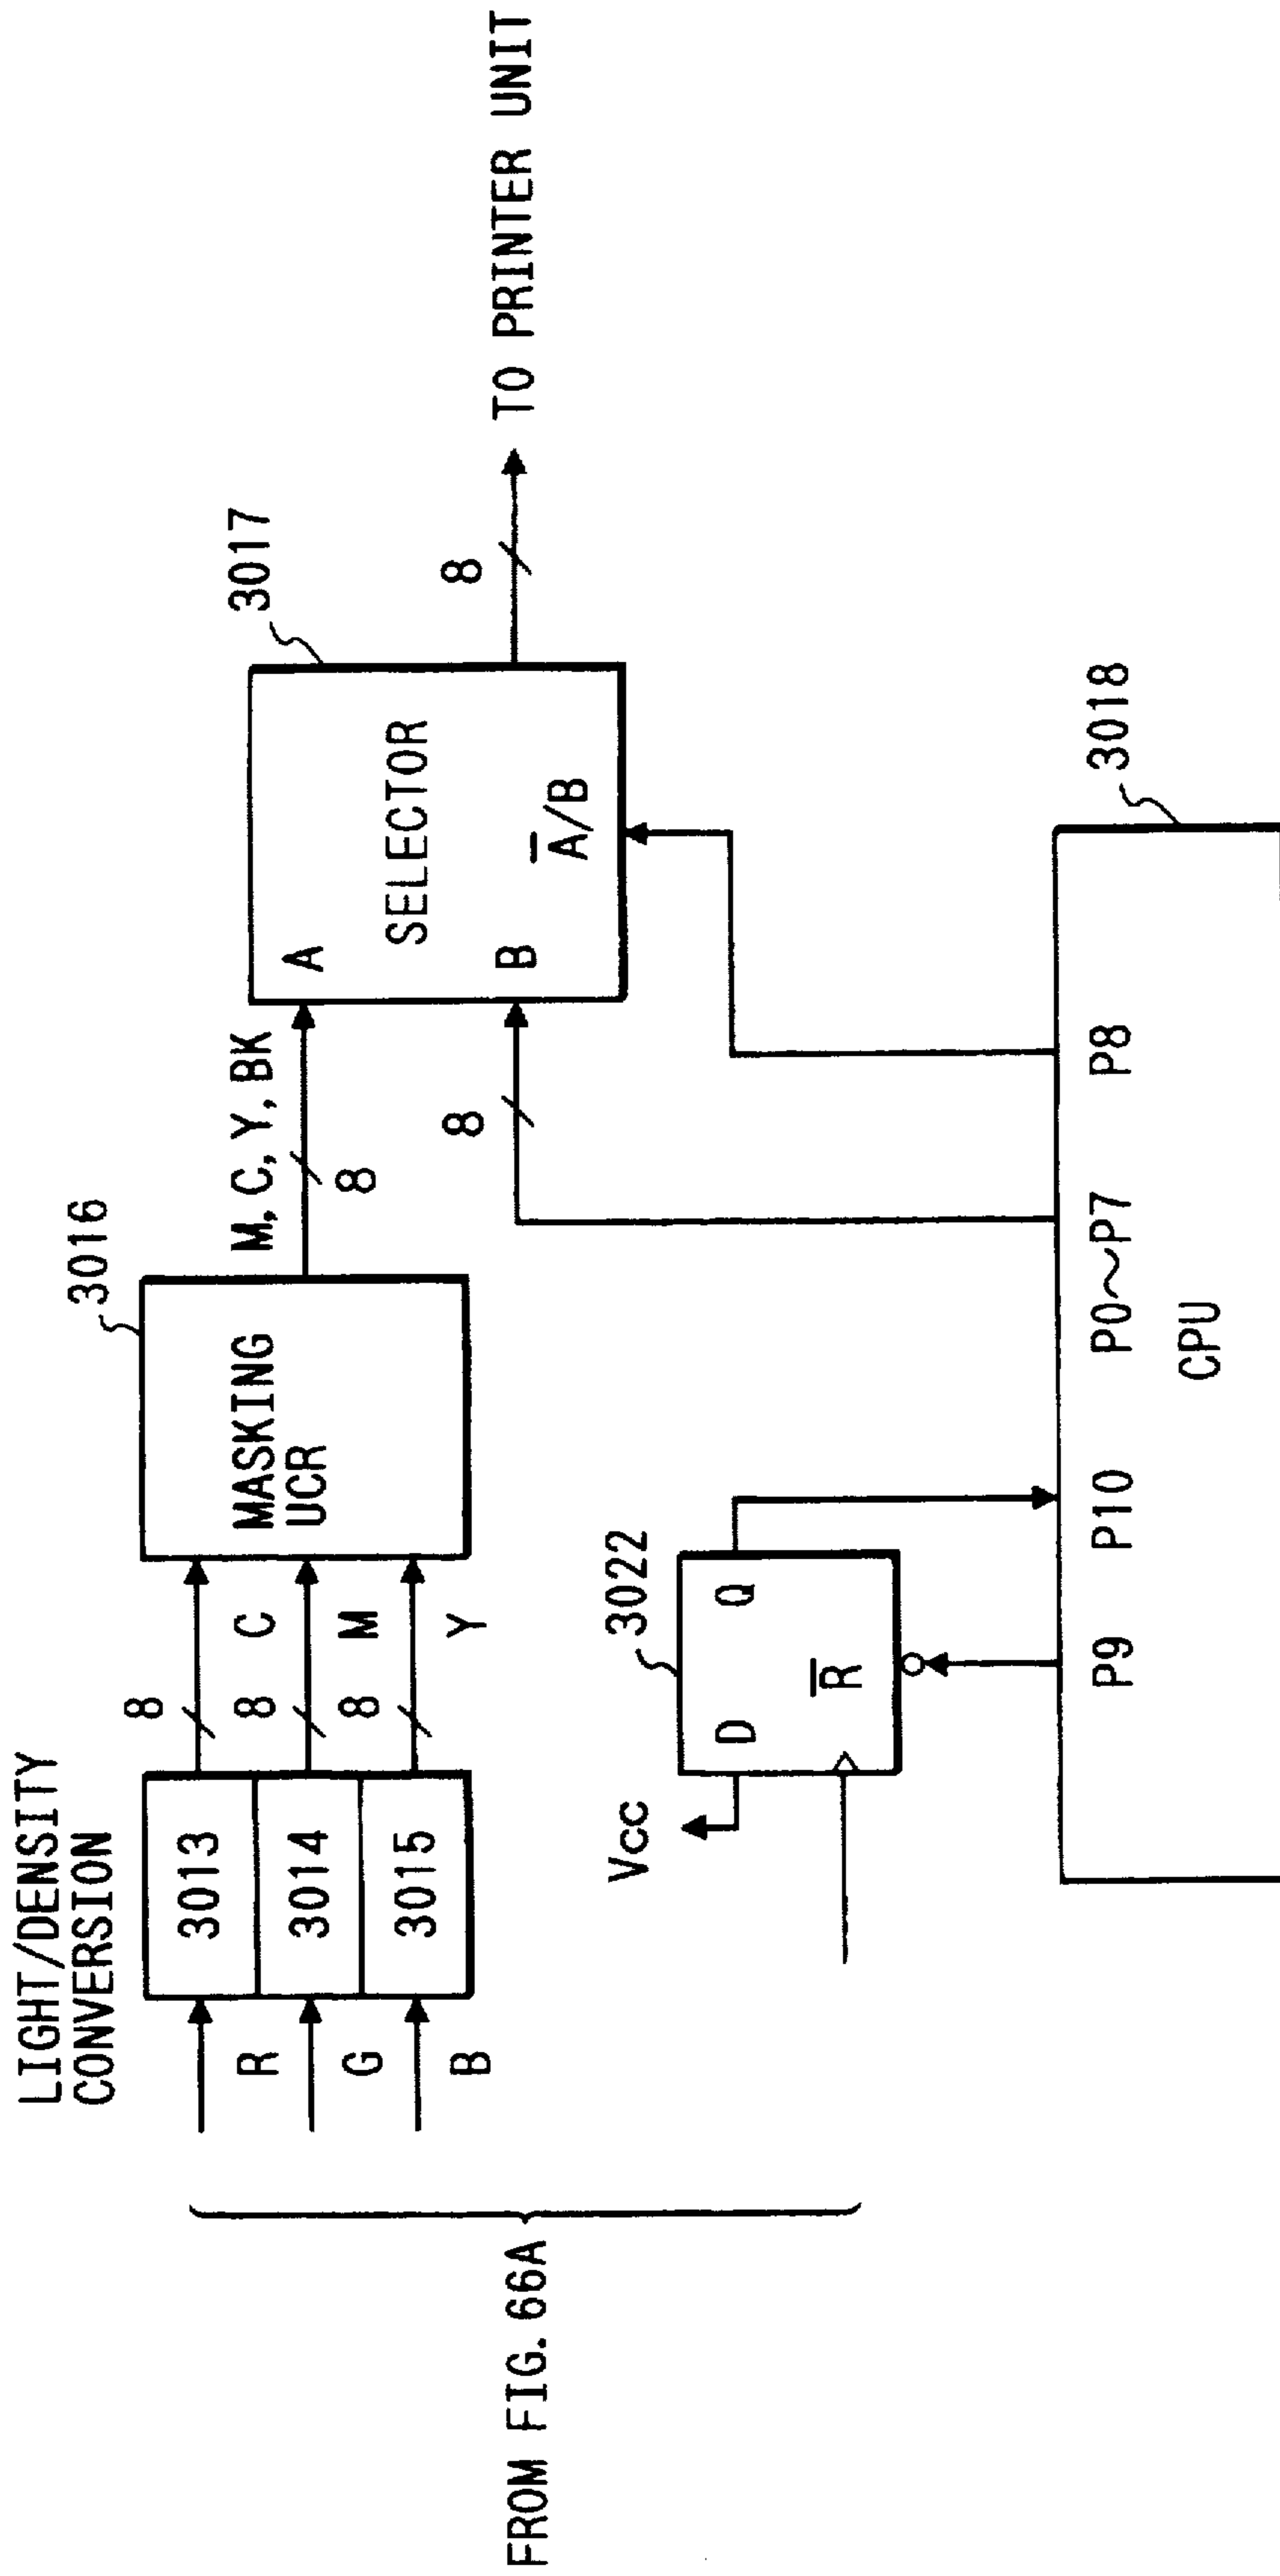 LIGHT/DENSITY
CONVERSION
FROM FIG. 66A
R
G
B
3013
3014
3015
8
8
8
C
M
Y
3016
MASKING
UCR
M, C, Y, BK
8
8
3017
A
B
SELECTOR
A̅/B
8
TO PRINTER UNIT
Vcc
3022
D
Q
R̅
3018
P9
P10
P0~P7
P8
CPU